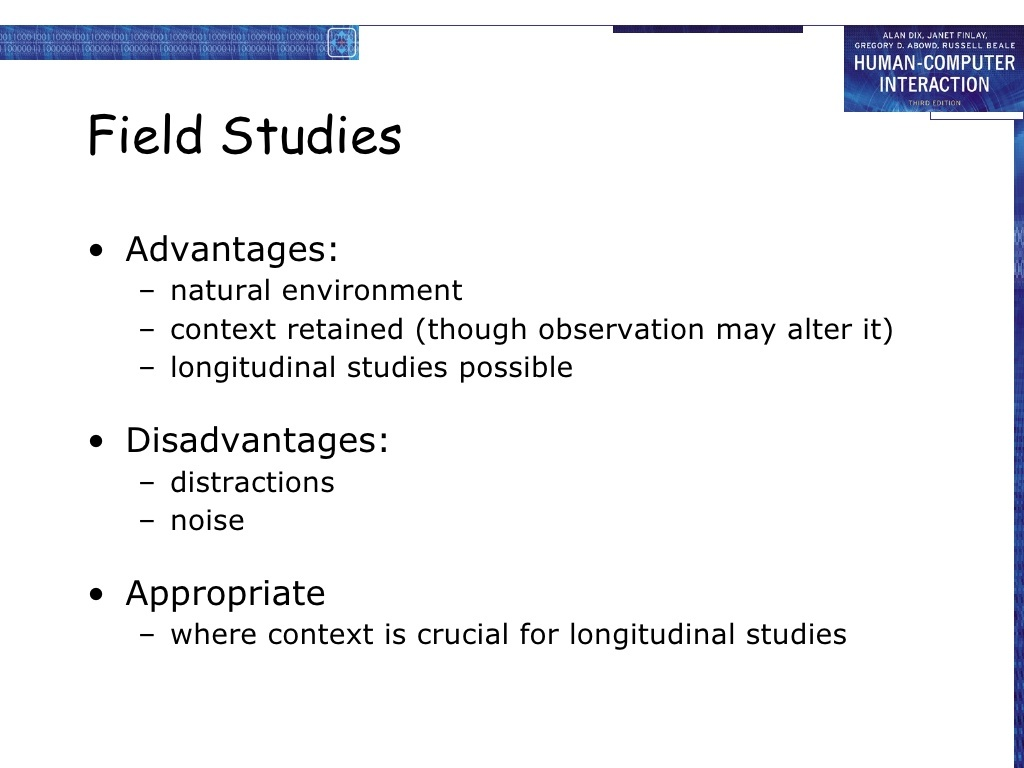 ALAN DIX, JANET FINLAY,
GREGORY D. ABOWD, RUSSELL BEALE
HUMAN-COMPUTER
INTERACTION
THIRD EDITION
Field Studies
• Advantages:
– natural environment
– context retained (though observation may alter it)
– longitudinal studies possible
• Disadvantages:
– distractions
– noise
• Appropriate
– where context is crucial for longitudinal studies